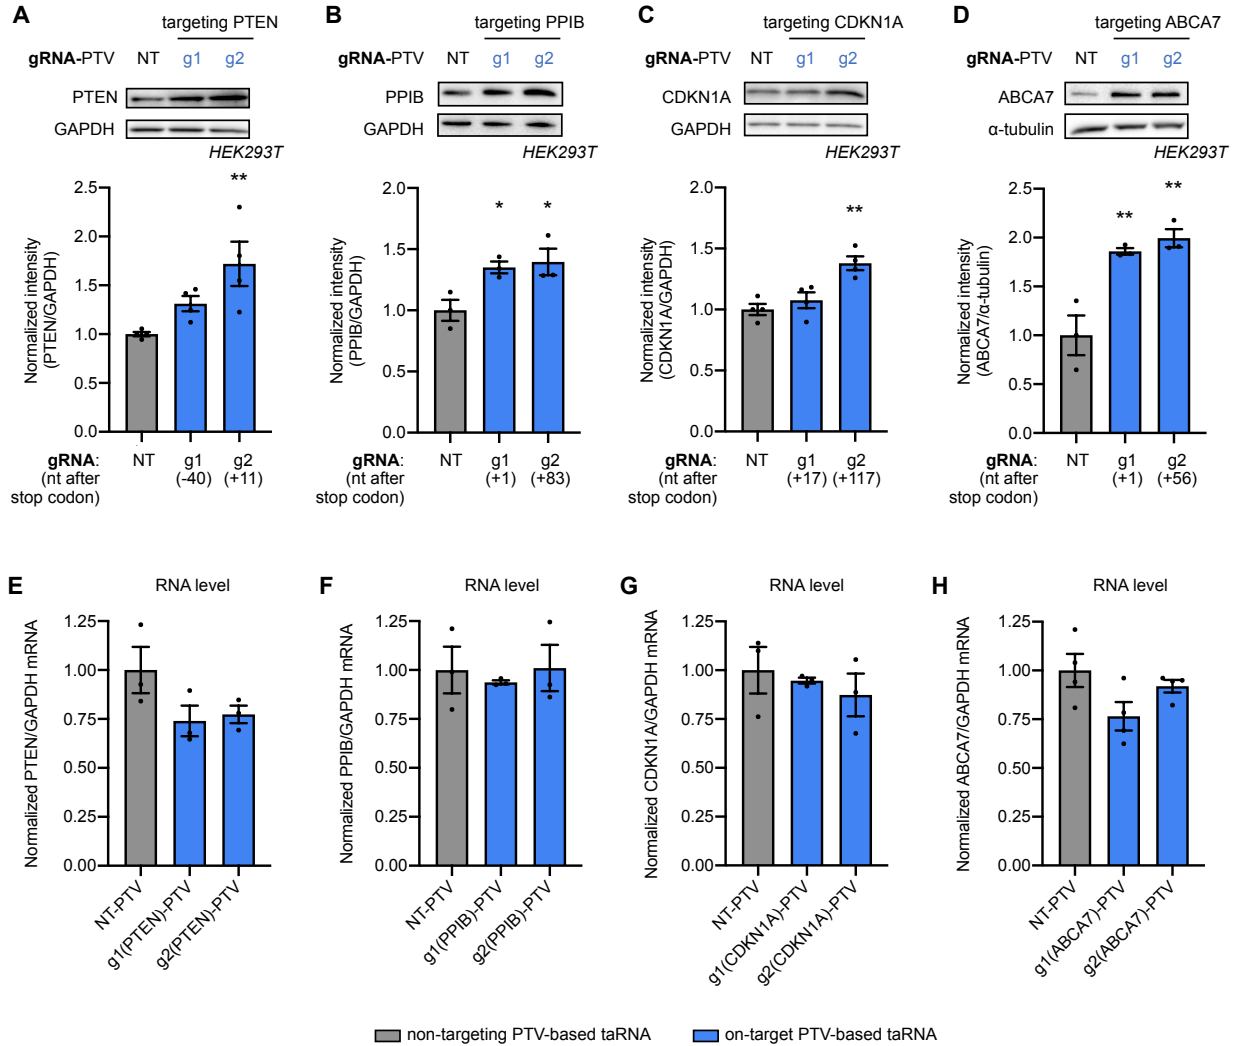 A
targeting PTEN
gRNA-PTV NT g1 g2
PTEN
GAPDH
HEK293T
**
2.5
2.0
1.5
1.0
0.5
0.0
Normalized intensity
(PTEN/GAPDH)
gRNA: NT g1 g2
(nt after (-40) (+11)
stop codon)
B
targeting PPIB
gRNA-PTV NT g1 g2
PPIB
GAPDH
HEK293T
* *
2.0
1.5
1.0
0.5
0.0
Normalized intensity
(PPIB/GAPDH)
gRNA: NT g1 g2
(nt after (+1) (+83)
stop codon)
C
targeting CDKN1A
gRNA-PTV NT g1 g2
CDKN1A
GAPDH
HEK293T
**
2.0
1.5
1.0
0.5
0.0
Normalized intensity
(CDKN1A/GAPDH)
gRNA: NT g1 g2
(nt after (+17) (+117)
stop codon)
D
targeting ABCA7
gRNA-PTV NT g1 g2
ABCA7
α-tubulin
HEK293T
** **
2.5
2.0
1.5
1.0
0.5
0.0
Normalized intensity
(ABCA7/α-tubulin)
gRNA: NT g1 g2
(nt after (+1) (+56)
stop codon)
E
RNA level
1.25
1.00
0.75
0.50
0.25
0.00
Normalized PTEN/GAPDH mRNA
NT-PTV
g1(PTEN)-PTV
g2(PTEN)-PTV
F
RNA level
1.25
1.00
0.75
0.50
0.25
0.00
Normalized PPIB/GAPDH mRNA
NT-PTV
g1(PPIB)-PTV
g2(PPIB)-PTV
G
RNA level
1.25
1.00
0.75
0.50
0.25
0.00
Normalized CDKN1A/GAPDH mRNA
NT-PTV
g1(CDKN1A)-PTV
g2(CDKN1A)-PTV
H
RNA level
1.25
1.00
0.75
0.50
0.25
0.00
Normalized ABCA7/GAPDH mRNA
NT-PTV
g1(ABCA7)-PTV
g2(ABCA7)-PTV
non-targeting PTV-based taRNA
on-target PTV-based taRNA